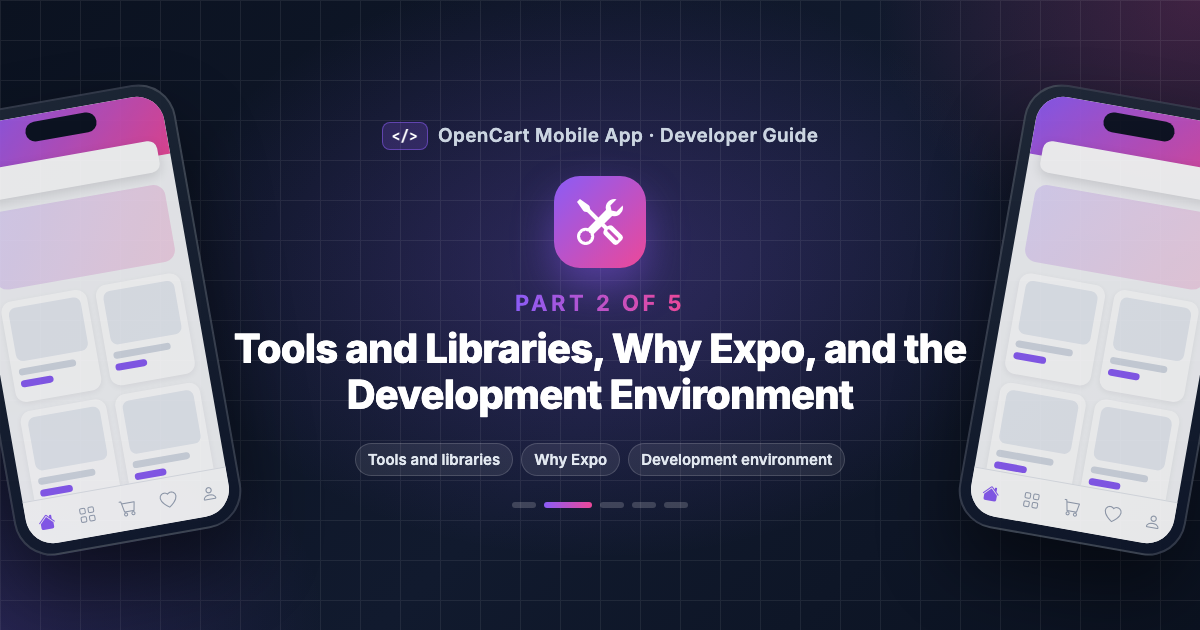 </> OpenCart Mobile App · Developer Guide
PART 2 OF 5
Tools and Libraries, Why Expo, and the
Development Environment
Tools and libraries Why Expo Development environment